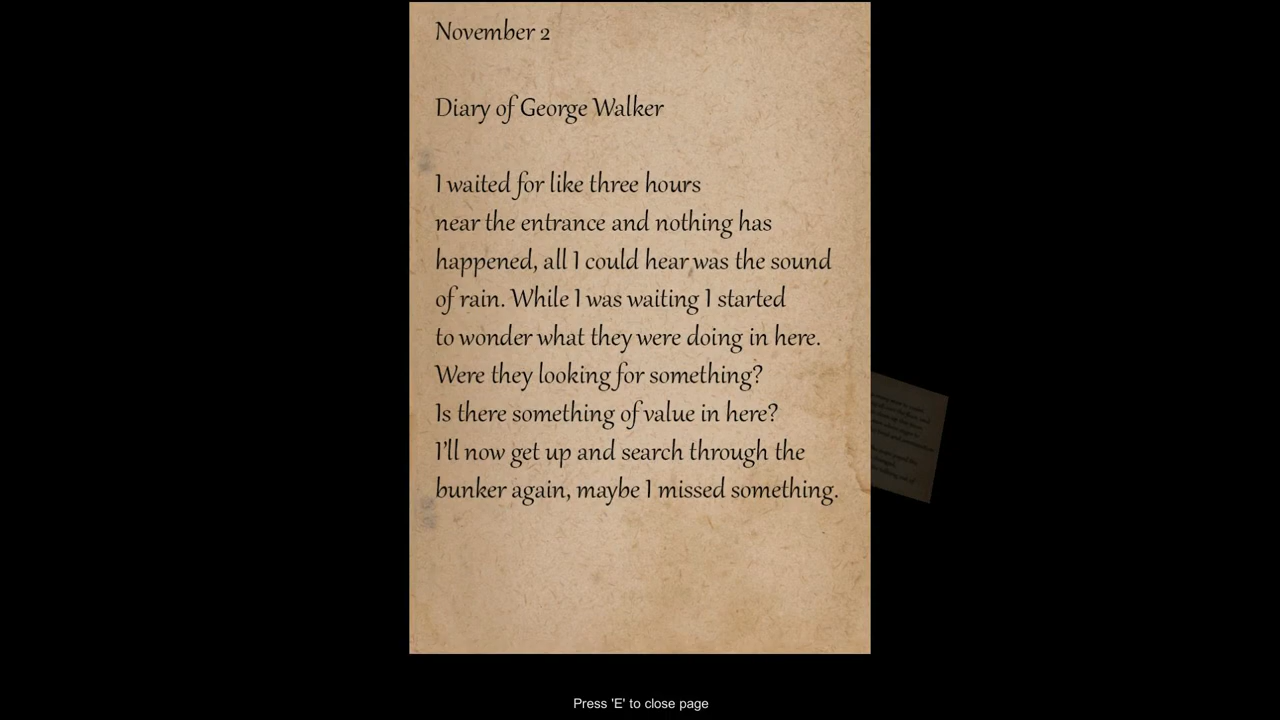 November 2
Diary of George Walker
I waited for like three hours
near the entrance and nothing has
happened, all I could hear was the sound
of rain. While I was waiting I started
to wonder what they were doing in here.
Were they looking for something?
Is there something of value in here?
I'll now get up and search through the
bunker again, maybe I missed something.
Press 'E' to close page